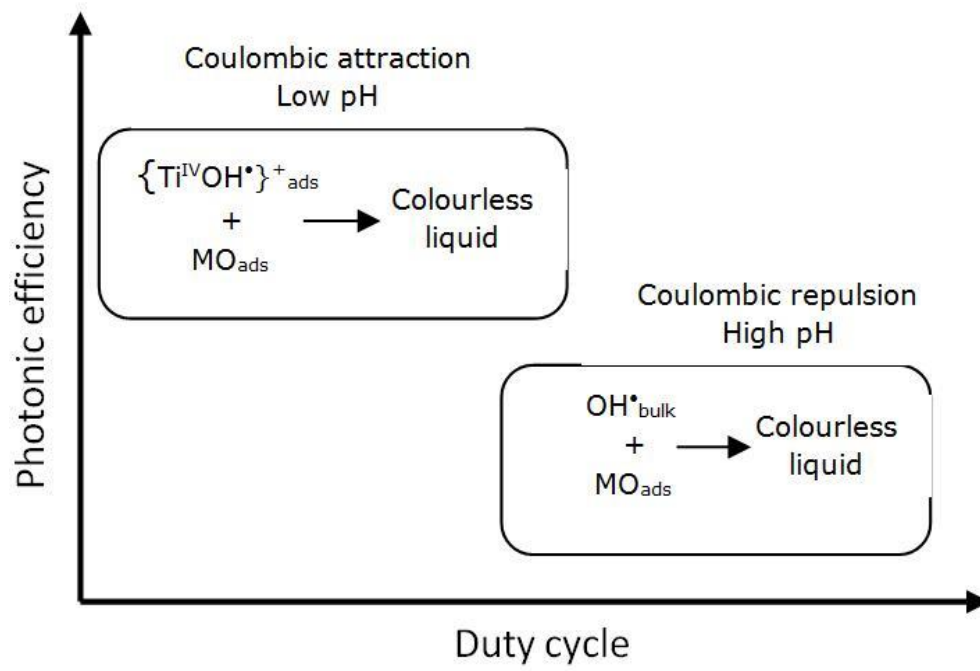 Coulombic attraction
Low pH
{Ti^IVOH•}⁺ads
+
MOads
Colourless
liquid
Coulombic repulsion
High pH
OH•bulk
+
MOads
Colourless
liquid
Photonic efficiency
Duty cycle